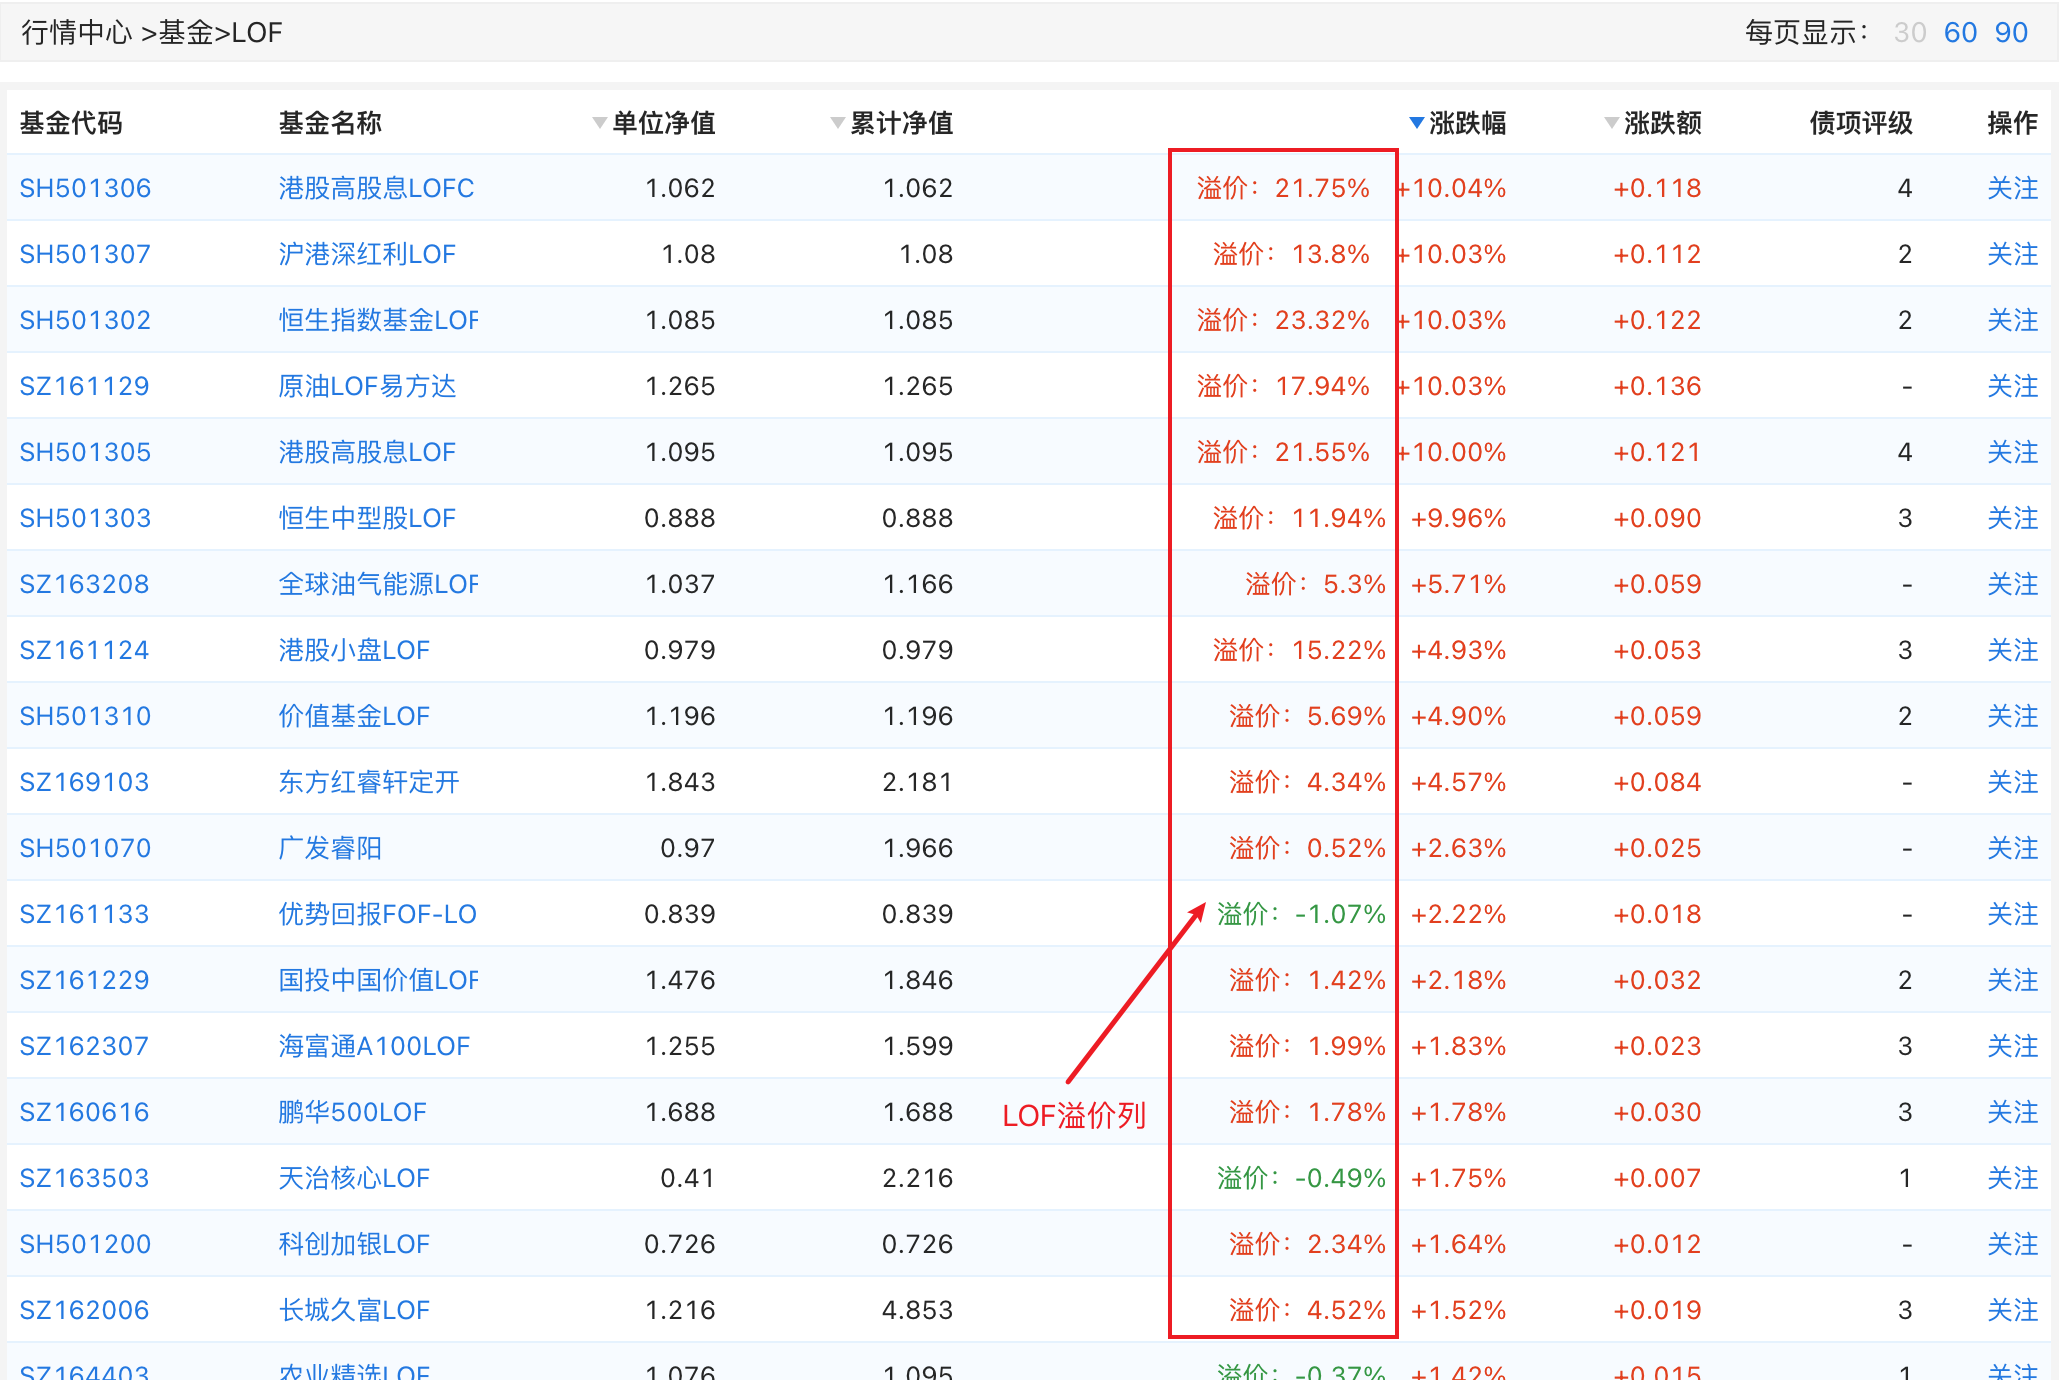 行情中心 >基金>LOF 每页显示： 30 60 90
基金代码 基金名称 单位净值 累计净值 涨跌幅 涨跌额 债项评级 操作
SH501306 港股高股息LOFC 1.062 1.062 溢价：21.75% +10.04% +0.118 4 关注
SH501307 沪港深红利LOF 1.08 1.08 溢价：13.8% +10.03% +0.112 2 关注
SH501302 恒生指数基金LOF 1.085 1.085 溢价：23.32% +10.03% +0.122 2 关注
SZ161129 原油LOF易方达 1.265 1.265 溢价：17.94% +10.03% +0.136 - 关注
SH501305 港股高股息LOF 1.095 1.095 溢价：21.55% +10.00% +0.121 4 关注
SH501303 恒生中型股LOF 0.888 0.888 溢价：11.94% +9.96% +0.090 3 关注
SZ163208 全球油气能源LOF 1.037 1.166 溢价：5.3% +5.71% +0.059 - 关注
SZ161124 港股小盘LOF 0.979 0.979 溢价：15.22% +4.93% +0.053 3 关注
SH501310 价值基金LOF 1.196 1.196 溢价：5.69% +4.90% +0.059 2 关注
SZ169103 东方红睿轩定开 1.843 2.181 溢价：4.34% +4.57% +0.084 - 关注
SH501070 广发睿阳 0.97 1.966 溢价：0.52% +2.63% +0.025 - 关注
SZ161133 优势回报FOF-LO 0.839 0.839 溢价：-1.07% +2.22% +0.018 - 关注
SZ161229 国投中国价值LOF 1.476 1.846 溢价：1.42% +2.18% +0.032 2 关注
SZ162307 海富通A100LOF 1.255 1.599 溢价：1.99% +1.83% +0.023 3 关注
SZ160616 鹏华500LOF 1.688 1.688 溢价：1.78% +1.78% +0.030 3 关注
LOF溢价列
SZ163503 天治核心LOF 0.41 2.216 溢价：-0.49% +1.75% +0.007 1 关注
SH501200 科创加银LOF 0.726 0.726 溢价：2.34% +1.64% +0.012 - 关注
SZ162006 长城久富LOF 1.216 4.853 溢价：4.52% +1.52% +0.019 3 关注
SZ164403 农业精选LOF 1.076 1.095 溢价：-0.37% +1.42% +0.015 1 关注